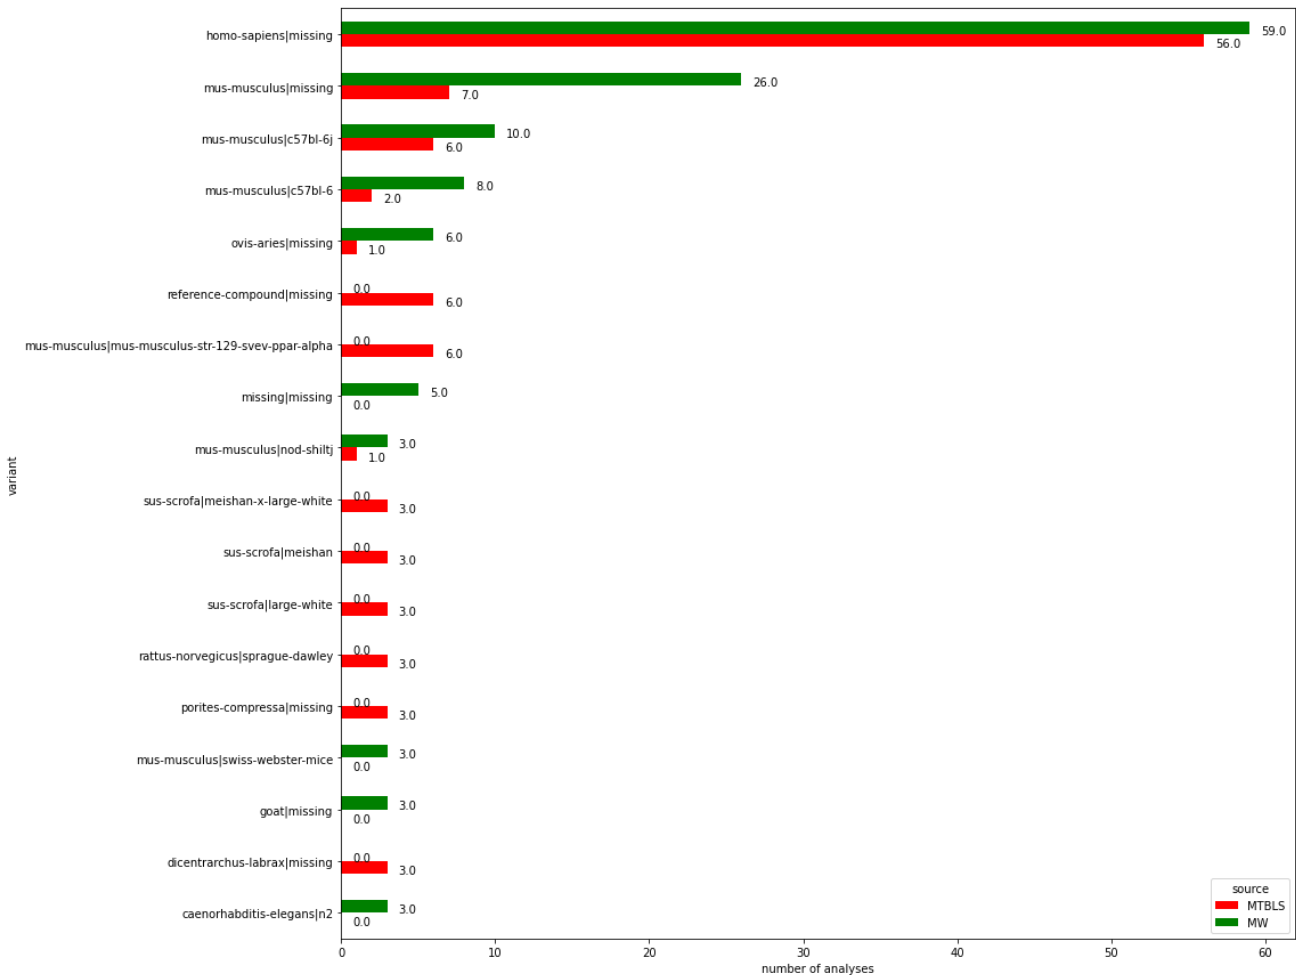 homo-sapiens|missing
59.0
56.0
mus-musculus|missing
26.0
7.0
mus-musculus|c57bl-6j
10.0
6.0
mus-musculus|c57bl-6
8.0
2.0
ovis-aries|missing
6.0
1.0
reference-compound|missing
0.0
6.0
mus-musculus|mus-musculus-str-129-svev-ppar-alpha
0.0
6.0
missing|missing
5.0
0.0
mus-musculus|nod-shiltj
3.0
1.0
sus-scrofa|meishan-x-large-white
0.0
3.0
sus-scrofa|meishan
0.0
3.0
sus-scrofa|large-white
0.0
3.0
rattus-norvegicus|sprague-dawley
0.0
3.0
porites-compressa|missing
0.0
3.0
mus-musculus|swiss-webster-mice
3.0
0.0
goat|missing
3.0
0.0
dicentrarchus-labrax|missing
0.0
3.0
caenorhabditis-elegans|n2
3.0
0.0
variant
source
MTBLS
MW
0 10 20 30 40 50 60
number of analyses